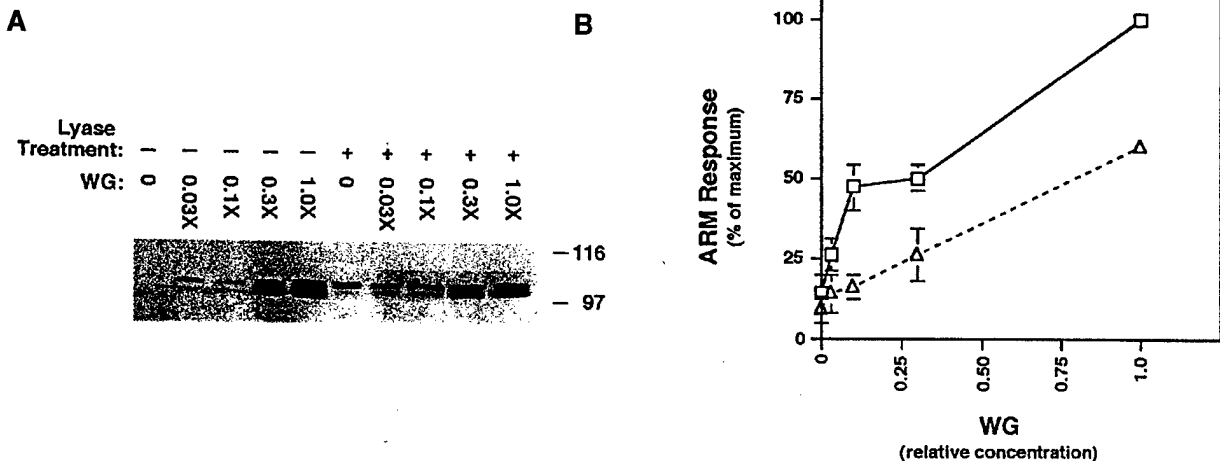 A
Lyase
Treatment: – – – – – + + + + +
WG: 0 0.03X 0.1X 0.3X 1.0X 0 0.03X 0.1X 0.3X 1.0X
– 116
– 97
B
ARM Response
(% of maximum)
100
75
50
25
0
0 0.25 0.50 0.75 1.0
WG
(relative concentration)